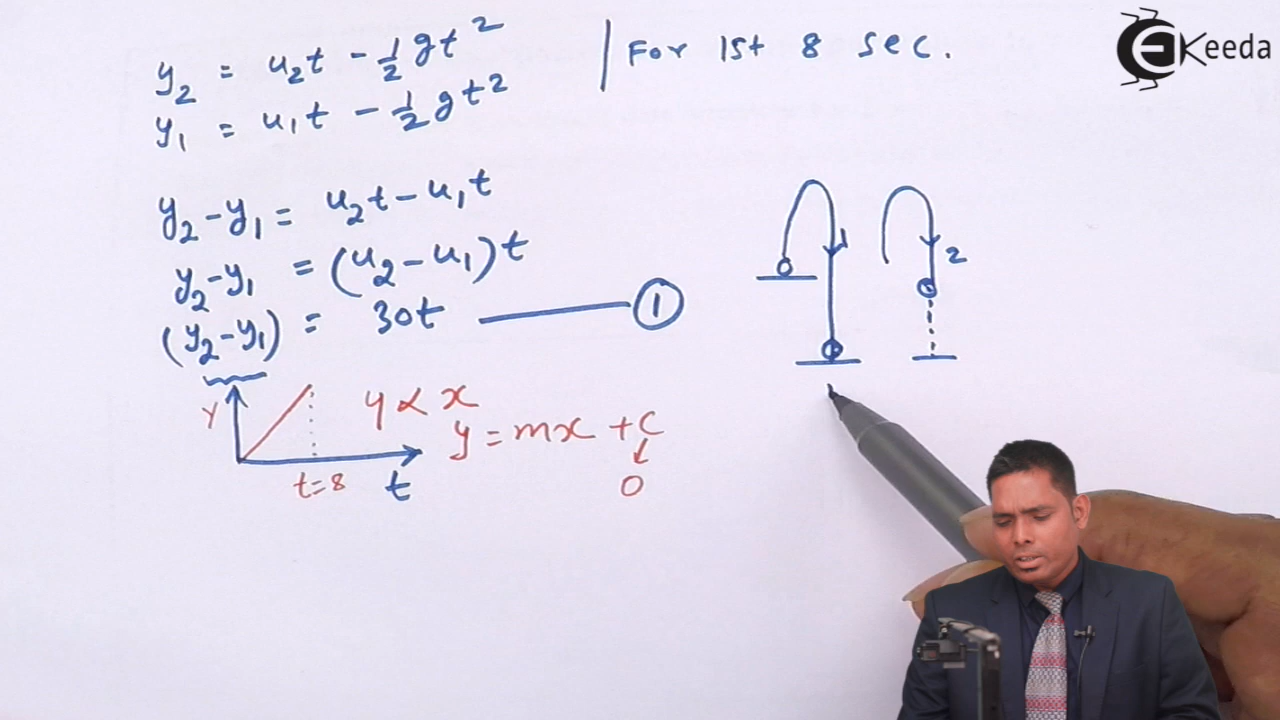 y₂ = u₂t - ½gt²
y₁ = u₁t - ½gt²
For 1st 8 sec.
Keeda
y₂-y₁ = u₂t-u₁t
y₂-y₁ = (u₂-u₁)t
(y₂-y₁) = 30t ①
1
2
Y
t=8
t
y ∝ x
y = mx + c
0